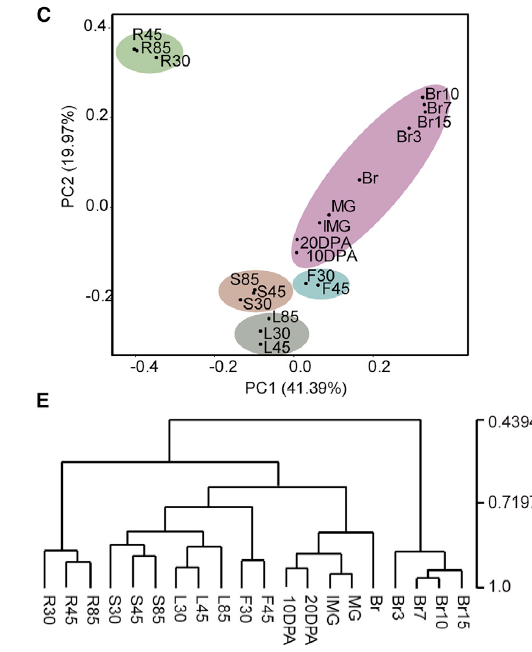 C
0.4
0.2
0.0
-0.2
PC2 (19.97%)
R45
R85
R30
Br10
Br7
Br15
Br3
Br
MG
IMG
20DPA
10DPA
F30
F45
S85
S45
S30
L85
L30
L45
-0.4
-0.2
0.0
0.2
PC1 (41.39%)
E
0.4394
0.7197
1.0
R30
R45
R85
S30
S45
S85
L30
L45
L85
F30
F45
10DPA
20DPA
IMG
MG
Br
Br3
Br7
Br10
Br15